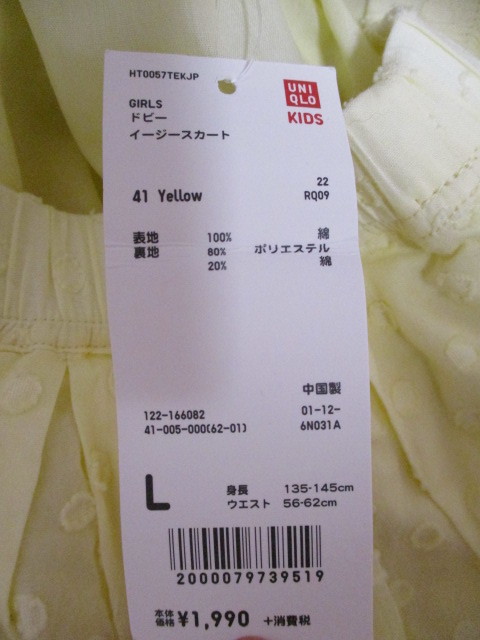 HT0057TEKJP
UNI
QLO
KIDS
GIRLS
ドビー
イージースカート
22
41 Yellow RQ09
表地 100% 綿
裏地 80% ポリエステル
20% 綿
中国製
122-166082 01-12-
41-005-000(62-01) 6N031A
L
身長 135-145cm
ウエスト 56-62cm
2000079739519
本体
価格 ¥1,990 +消費税